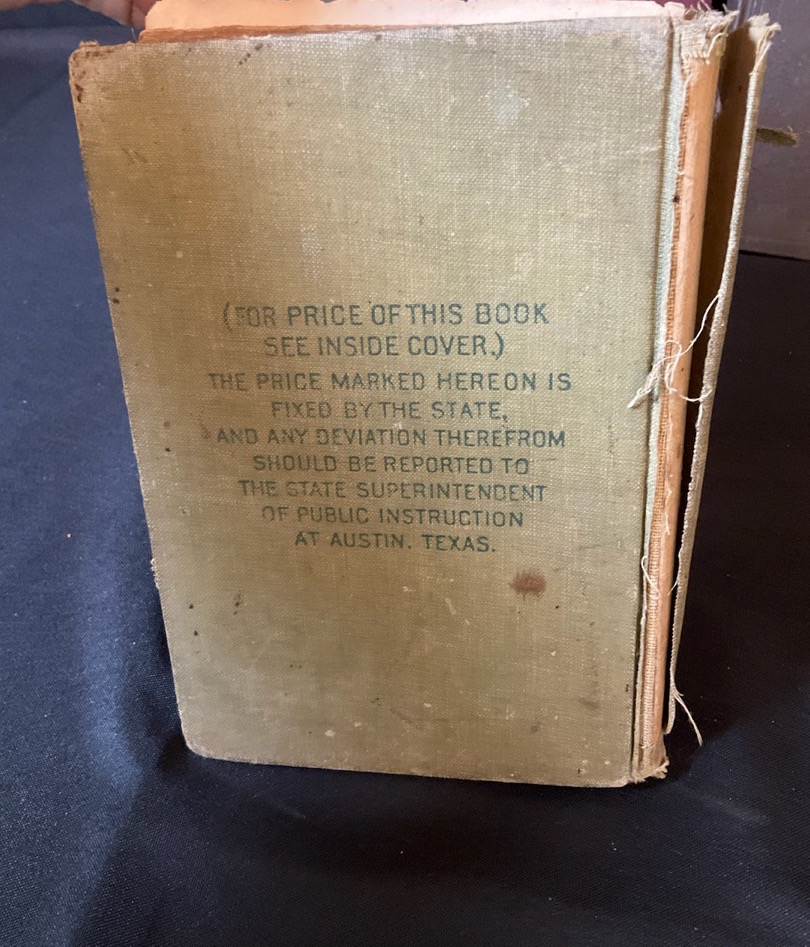 (FOR PRICE OF THIS BOOK
SEE INSIDE COVER.)
THE PRICE MARKED HEREON IS
FIXED BY THE STATE,
AND ANY DEVIATION THEREFROM
SHOULD BE REPORTED TO
THE STATE SUPERINTENDENT
OF PUBLIC INSTRUCTION
AT AUSTIN. TEXAS.